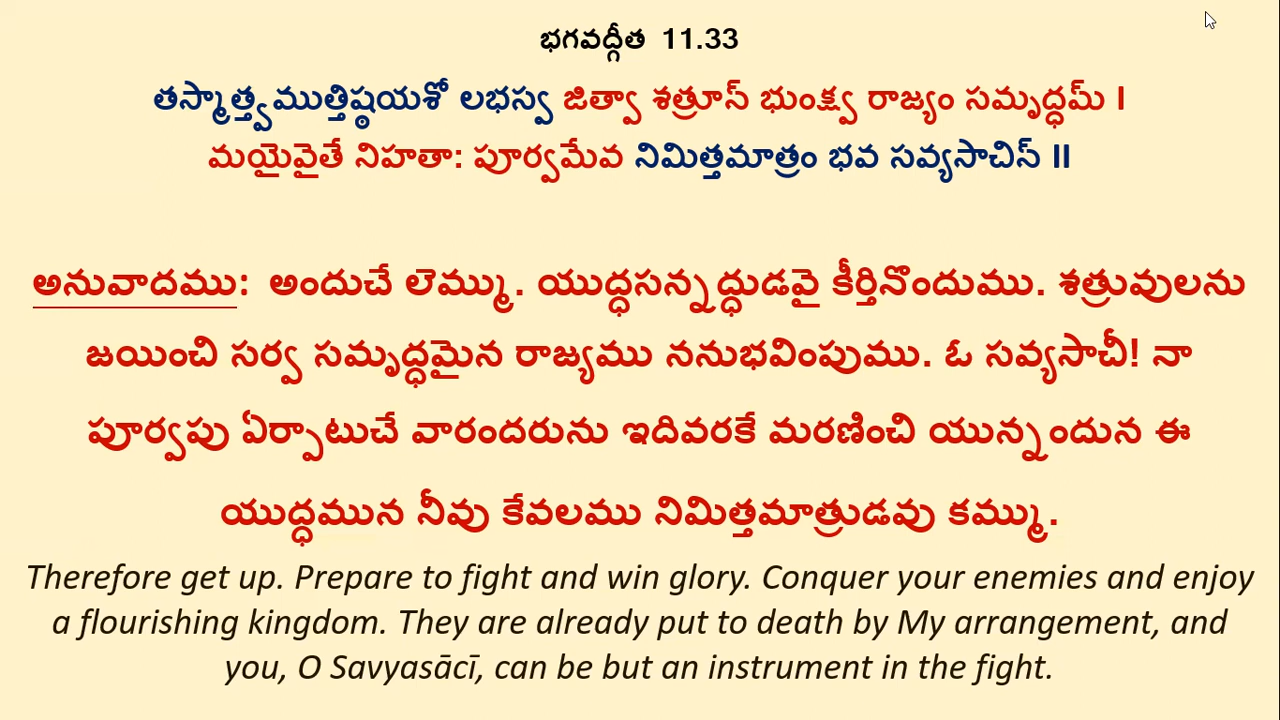 భగవద్గీత 11.33
తస్మాత్త్వముత్తిష్ఠయశో లభస్వ జిత్వా శత్రూస్ భుంక్ష్వ రాజ్యం సమృద్ధమ్ I
మయైవైతే నిహతా: పూర్వమేవ నిమిత్తమాత్రం భవ సవ్యసాచిన్ II
అనువాదము: అందుచే లెమ్ము. యుద్ధసన్నద్ధుడవై కీర్తినొందుము. శత్రువులను
జయించి సర్వ సమృద్ధమైన రాజ్యము ననుభవింపుము. ఓ సవ్యసాచీ! నా
పూర్వపు ఏర్పాటుచే వారందరును ఇదివరకే మరణించి యున్నందున ఈ
యుద్ధమున నీవు కేవలము నిమిత్తమాత్రుడవు కమ్ము.
Therefore get up. Prepare to fight and win glory. Conquer your enemies and enjoy
a flourishing kingdom. They are already put to death by My arrangement, and
you, O Savyasācī, can be but an instrument in the fight.